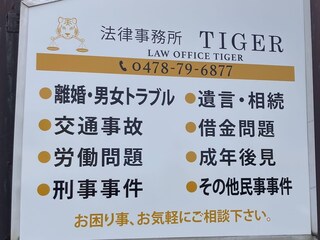 法律事務所 TIGER
LAW OFFICE TIGER
0478-79-6877
●離婚・男女トラブル ●遺言・相続
●交通事故 ●借金問題
●労働問題 ●成年後見
●刑事事件 ●その他民事事件
お困り事、お気軽にご相談下さい。